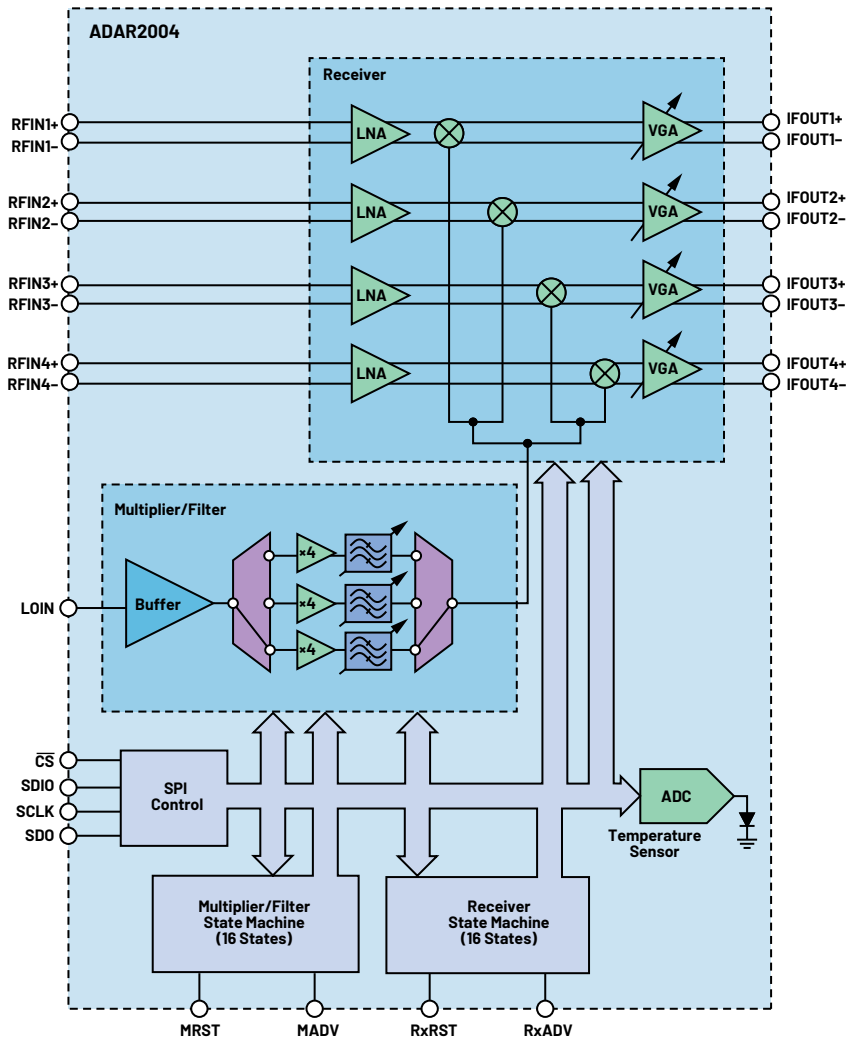 ADAR2004
Receiver
RFIN1+
RFIN1–
LNA
VGA
IFOUT1+
IFOUT1–
RFIN2+
RFIN2–
LNA
VGA
IFOUT2+
IFOUT2–
RFIN3+
RFIN3–
LNA
VGA
IFOUT3+
IFOUT3–
RFIN4+
RFIN4–
LNA
VGA
IFOUT4+
IFOUT4–
Multiplier/Filter
LOIN
Buffer
×4
×4
×4
C̅S̅
SDIO
SCLK
SDO
SPI
Control
ADC
Temperature
Sensor
Multiplier/Filter
State Machine
(16 States)
Receiver
State Machine
(16 States)
MRST
MADV
RxRST
RxADV